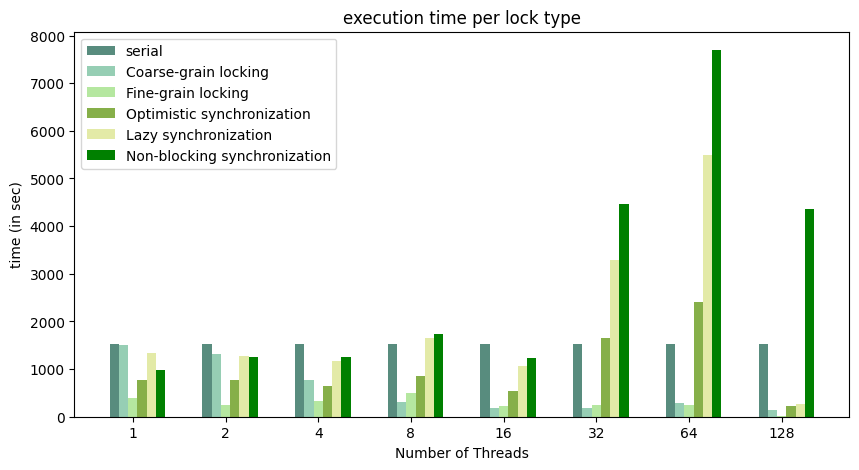 execution time per lock type
serial
Coarse-grain locking
Fine-grain locking
Optimistic synchronization
Lazy synchronization
Non-blocking synchronization
time (in sec)
8000
7000
6000
5000
4000
3000
2000
1000
0
1 2 4 8 16 32 64 128
Number of Threads